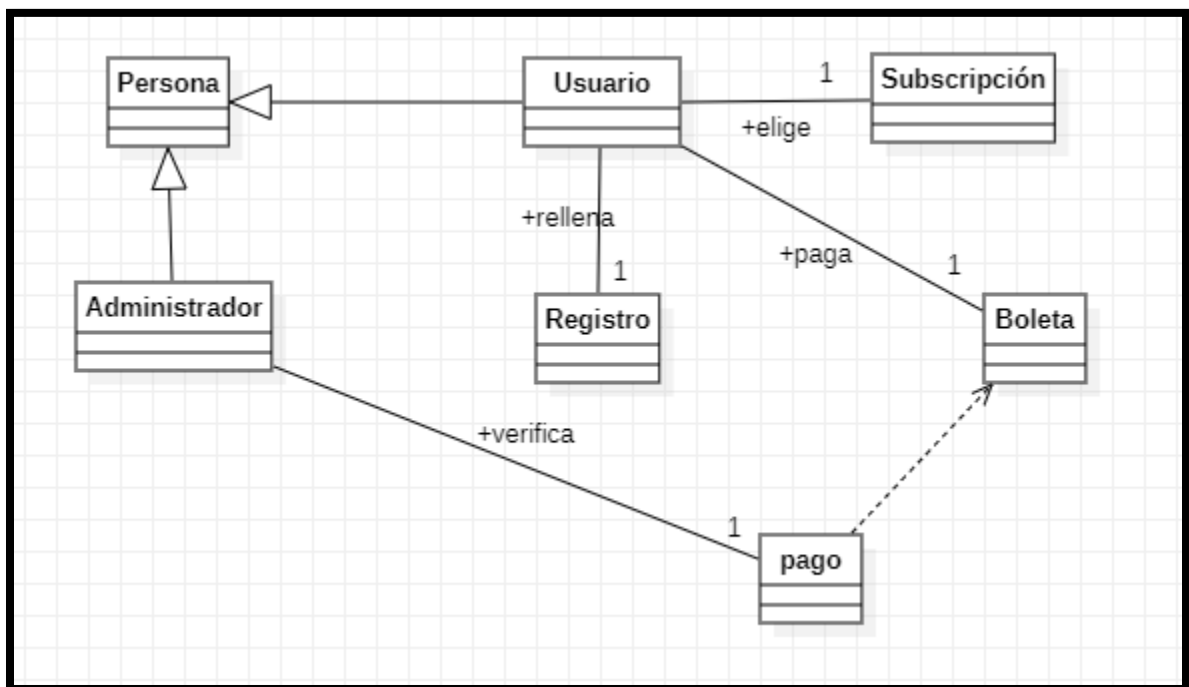 Persona
Usuario
1
Subscripción
+elige
+rellena
1
+paga
1
Administrador
Registro
Boleta
+verifica
1
pago